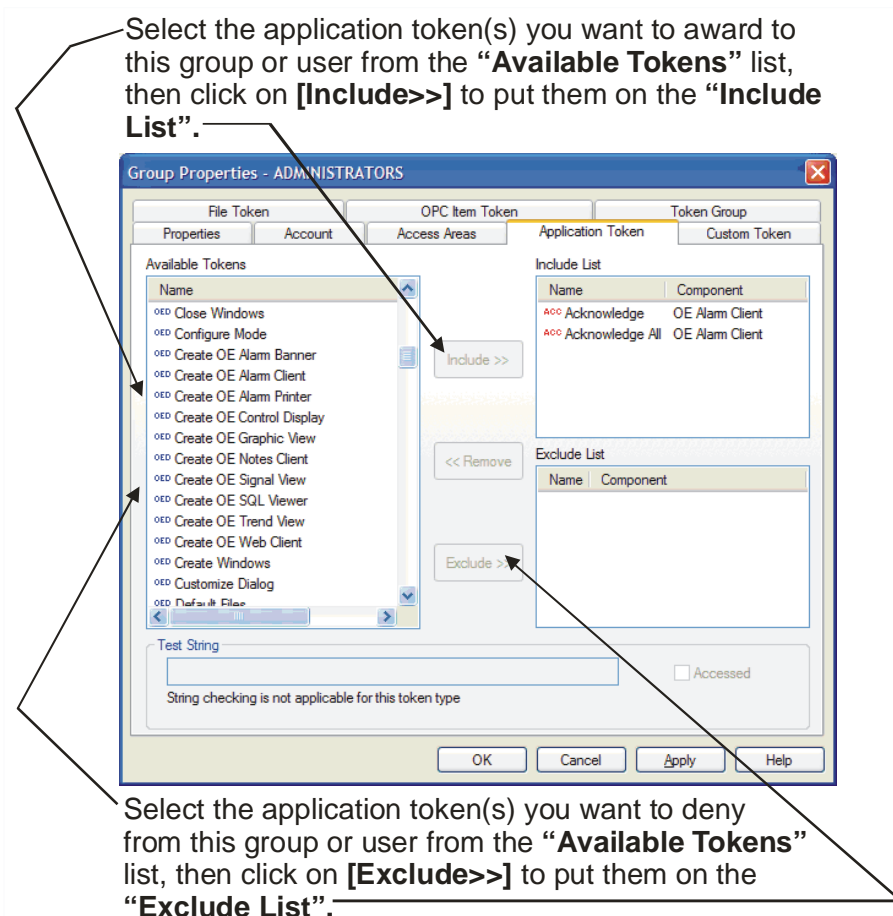 Select the application token(s) you want to award to
this group or user from the “Available Tokens” list,
then click on [Include>>] to put them on the “Include
List”.
Group Properties - ADMINISTRATORS
File Token
OPC Item Token
Token Group
Properties
Account
Access Areas
Application Token
Custom Token
Available Tokens
Name
OED Close Windows
OED Configure Mode
OED Create OE Alarm Banner
OED Create OE Alarm Client
OED Create OE Alarm Printer
OED Create OE Control Display
OED Create OE Graphic View
OED Create OE Notes Client
OED Create OE Signal View
OED Create OE SQL Viewer
OED Create OE Trend View
OED Create OE Web Client
OED Create Windows
OED Customize Dialog
OED Default Files
Include >>
<< Remove
Exclude >>
Include List
Name Component
ACC Acknowledge OE Alarm Client
ACC Acknowledge All OE Alarm Client
Exclude List
Name Component
Test String
Accessed
String checking is not applicable for this token type
OK
Cancel
Apply
Help
Select the application token(s) you want to deny
from this group or user from the “Available Tokens”
list, then click on [Exclude>>] to put them on the
“Exclude List”.